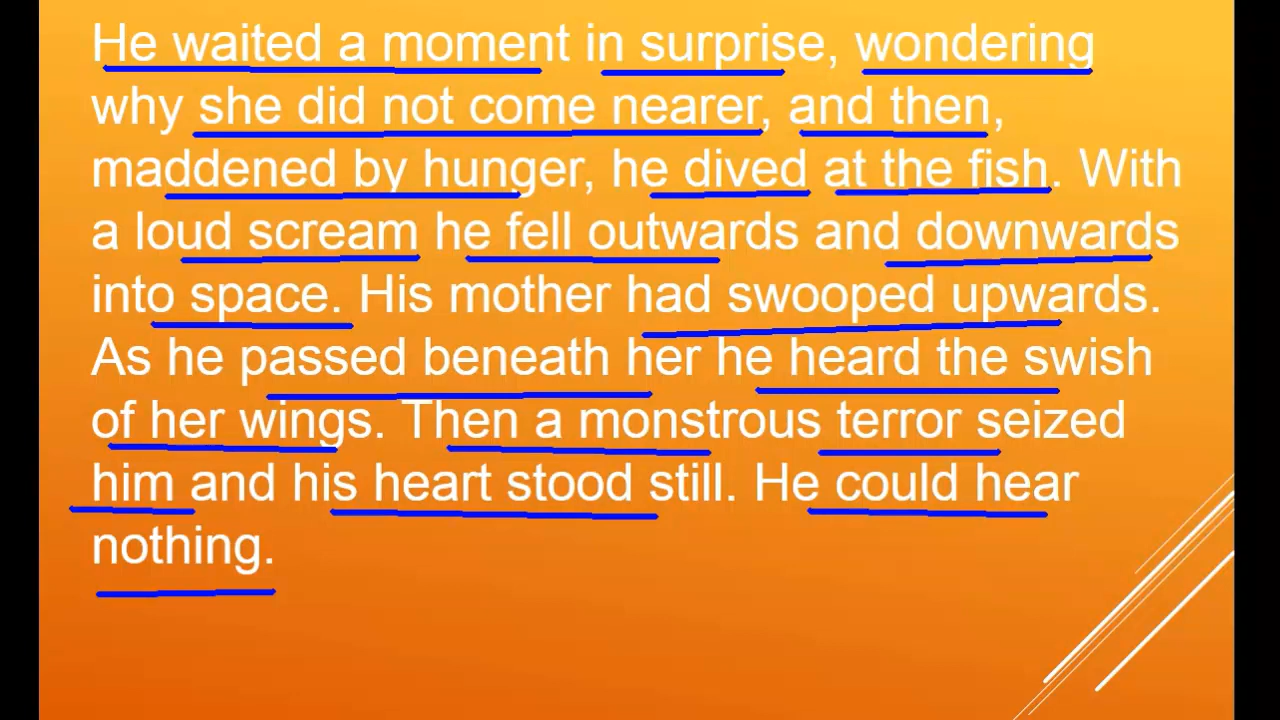 He waited a moment in surprise, wondering
why she did not come nearer, and then,
maddened by hunger, he dived at the fish. With
a loud scream he fell outwards and downwards
into space. His mother had swooped upwards.
As he passed beneath her he heard the swish
of her wings. Then a monstrous terror seized
him and his heart stood still. He could hear
nothing.